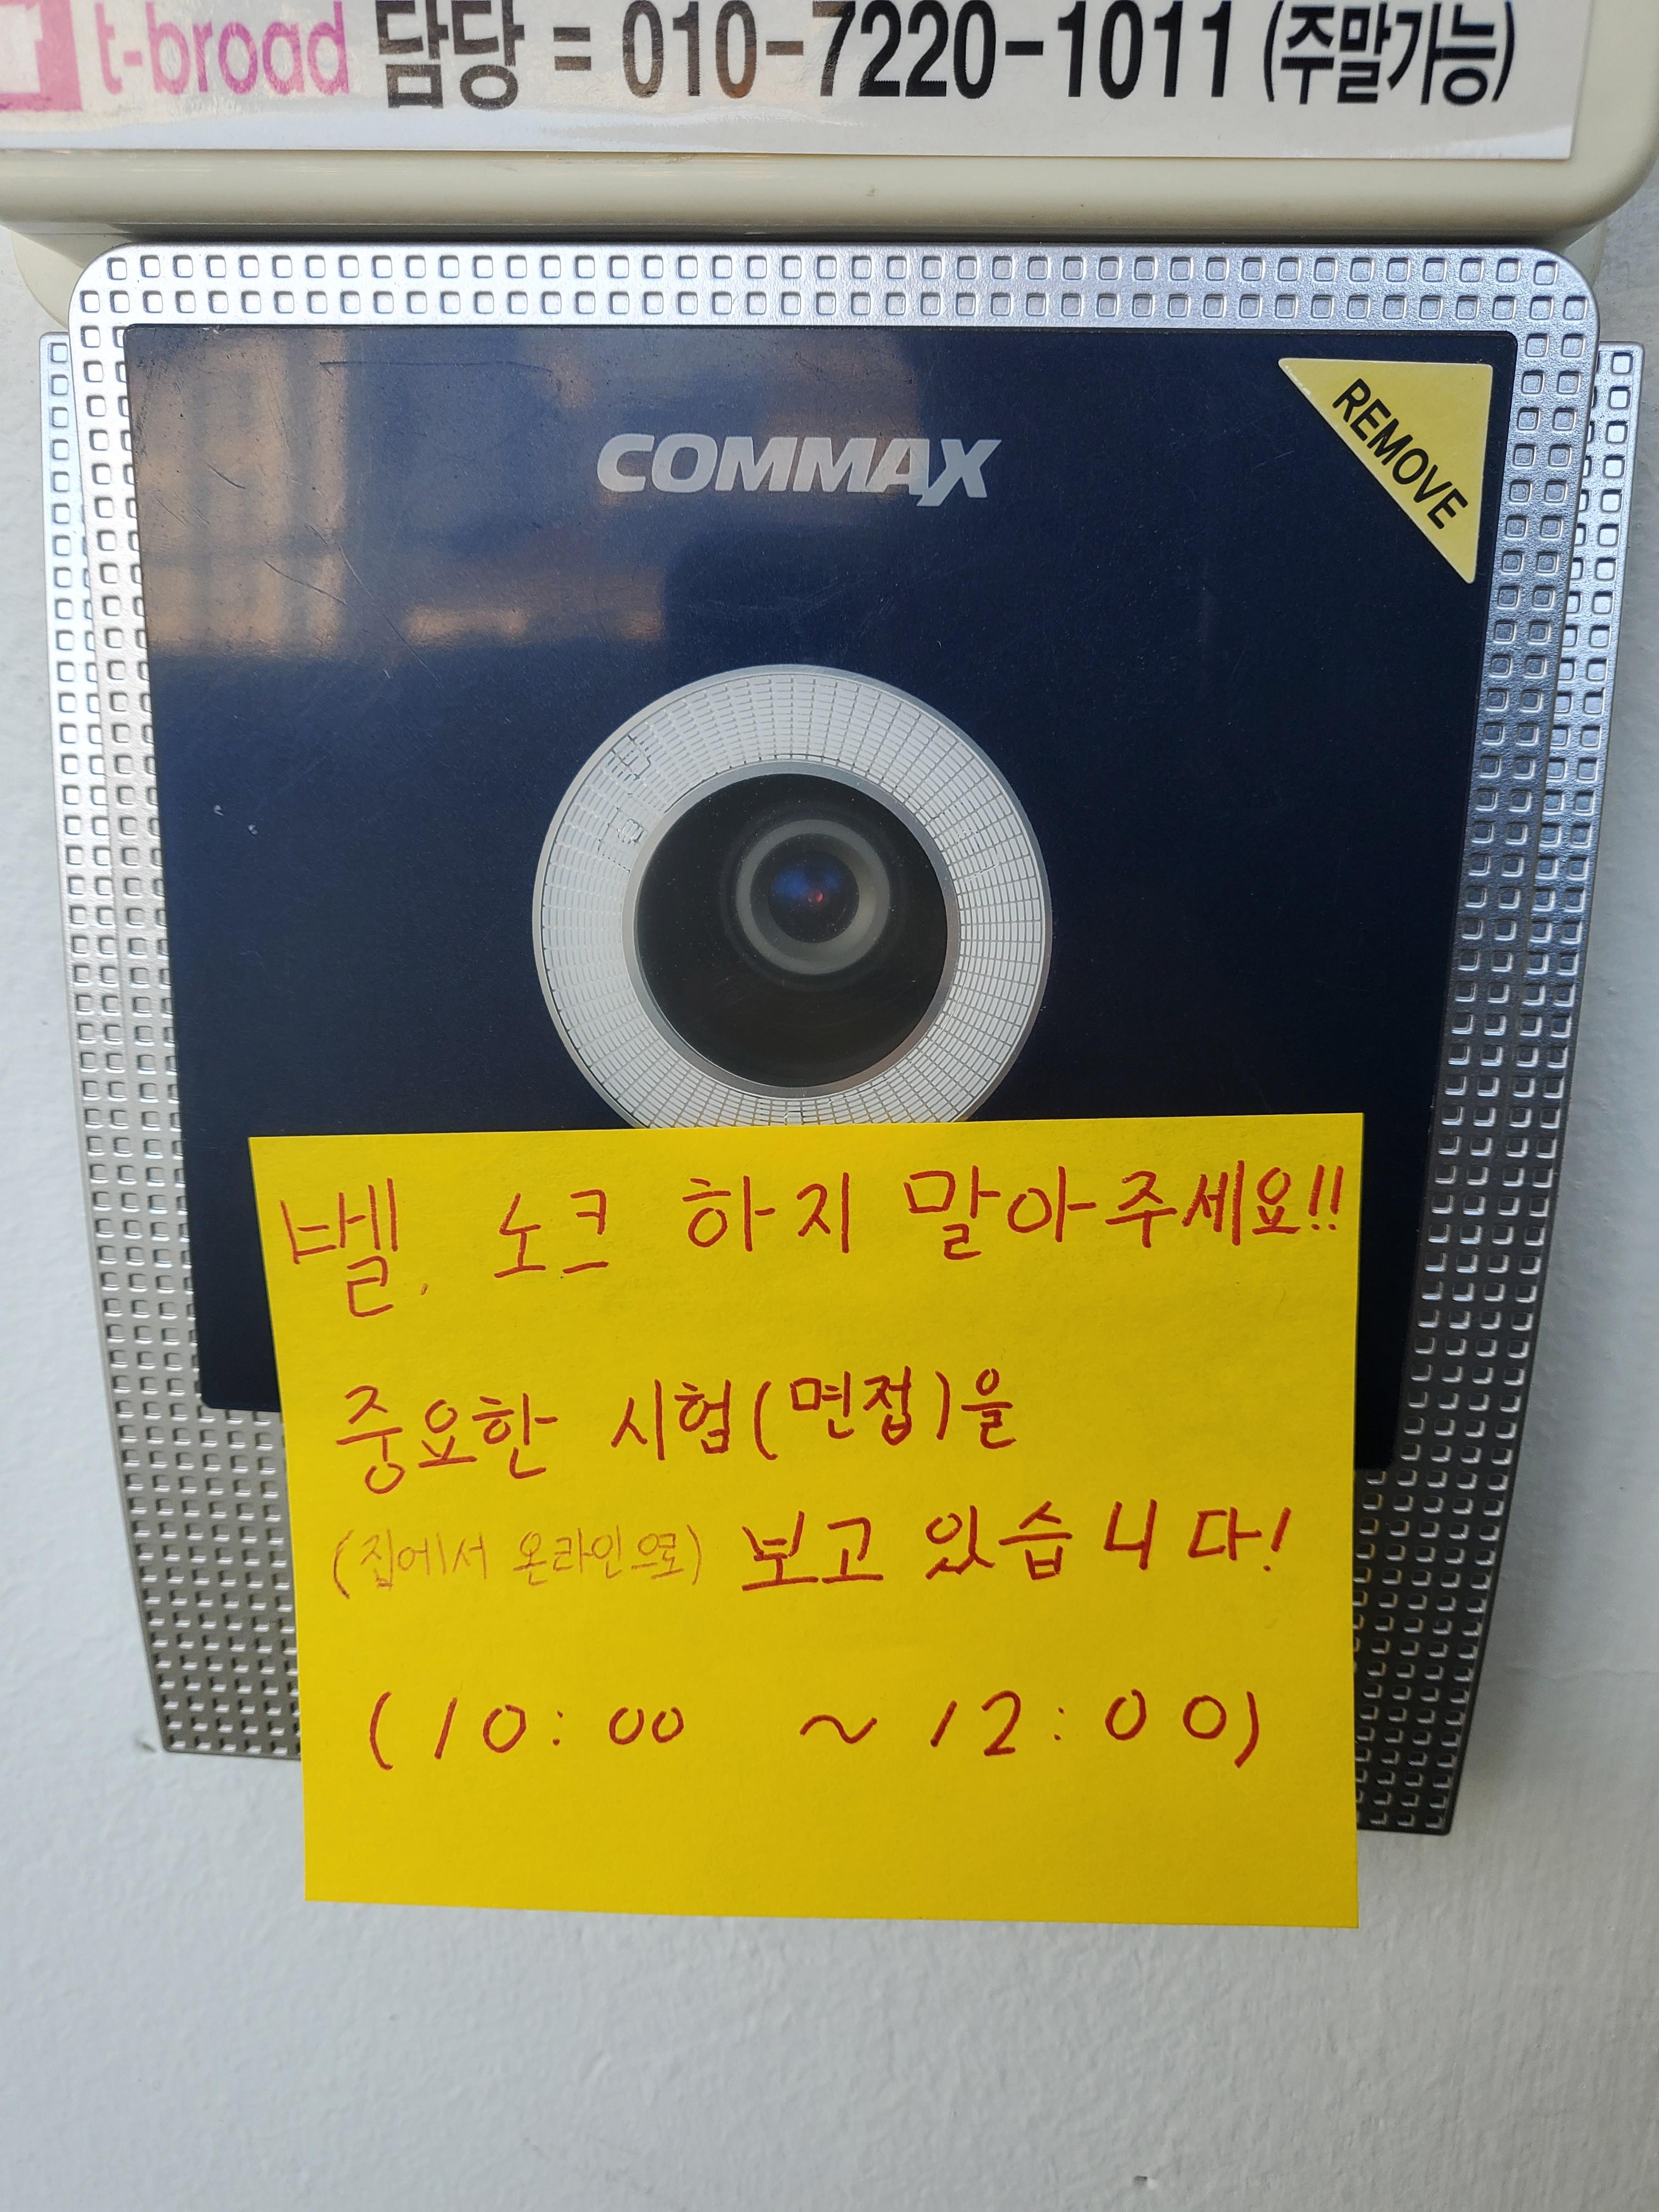 t-broad 담당 = 010-7220-1011 (주말가능)
COMMAX
REMOVE
벨, 노크 하지 말아주세요!!
중요한 시험(면접)을
(집에서 온라인으로) 보고 있습니다!
(10:00 ~ 12:00)